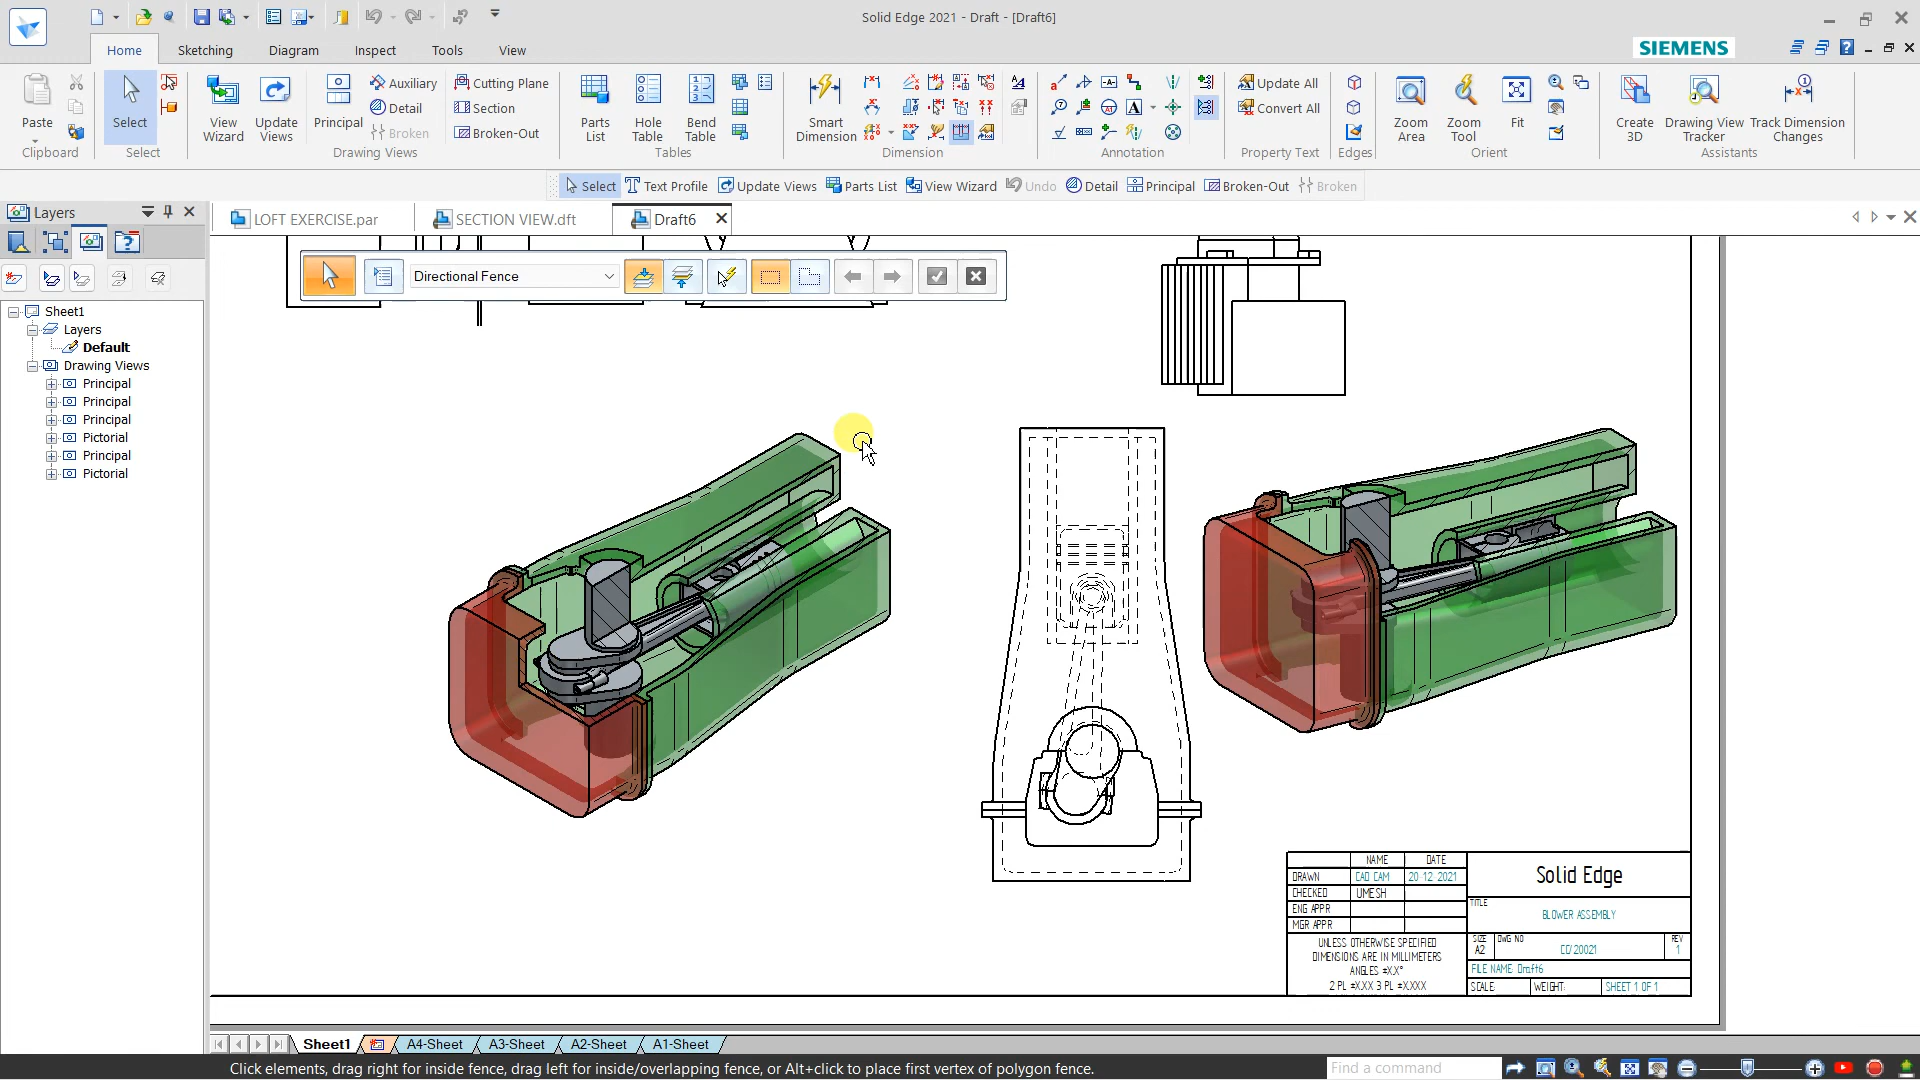 Solid Edge 2021 - Draft - [Draft6]
Home
Sketching
Diagram
Inspect
Tools
View
SIEMENS
Paste
Clipboard
Select
Select
View Wizard
Update Views
Principal
Auxiliary
Detail
Broken
Cutting Plane
Section
Broken-Out
Drawing Views
Parts List
Hole Table
Bend Table
Tables
Smart Dimension
Dimension
Annotation
Update All
Convert All
Property Text
Edges
Zoom Area
Zoom Tool
Fit
Orient
Create 3D
Drawing View Tracker
Track Dimension Changes
Assistants
Select
Text Profile
Update Views
Parts List
View Wizard
Undo
Detail
Principal
Broken-Out
Broken
Layers
LOFT EXERCISE.par
SECTION VIEW.dft
Draft6
Directional Fence
Sheet1
Layers
Default
Drawing Views
Principal
Principal
Principal
Pictorial
Principal
Pictorial
NAME DATE
DRAWN CAD CAM 20-12-2021
CHECKED UMESH
ENG APPR
MGR APPR
UNLESS OTHERWISE SPECIFIED
DIMENSIONS ARE IN MILLIMETERS
ANGLES ±X.X°
2 PL ±X.XX 3 PL ±X.XXX
Solid Edge
TITLE
BLOWER ASSEMBLY
SIZE
A2
DWG NO
CC/20021
REV
1
FILE NAME: Draft6
SCALE:
WEIGHT:
SHEET 1 OF 1
Sheet1
A4-Sheet
A3-Sheet
A2-Sheet
A1-Sheet
Click elements, drag right for inside fence, drag left for inside/overlapping fence, or Alt+click to place first vertex of polygon fence.
Find a command